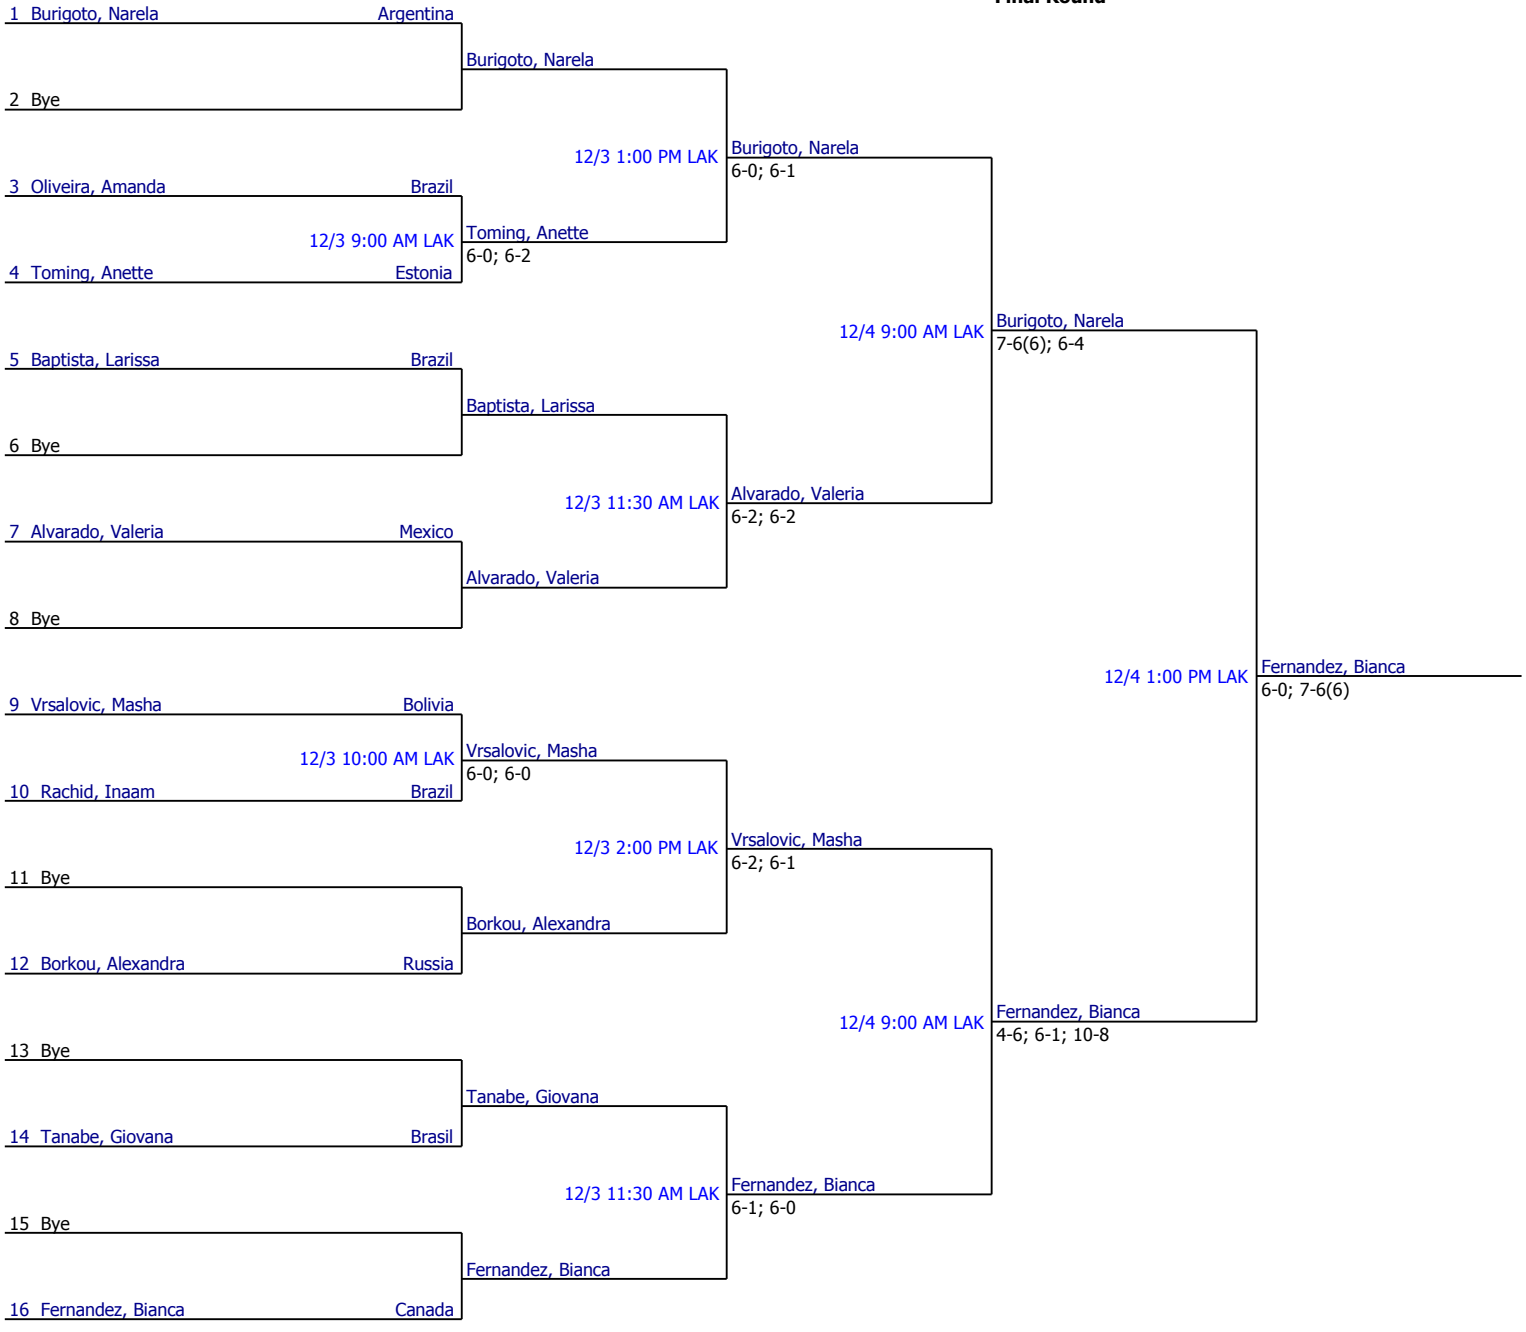 Final Round
1 Burigoto, Narela Argentina
Burigoto, Narela
2 Bye
12/3 1:00 PM LAK Burigoto, Narela
6-0; 6-1
3 Oliveira, Amanda Brazil
12/3 9:00 AM LAK Toming, Anette
6-0; 6-2
4 Toming, Anette Estonia
12/4 9:00 AM LAK Burigoto, Narela
7-6(6); 6-4
5 Baptista, Larissa Brazil
Baptista, Larissa
6 Bye
12/3 11:30 AM LAK Alvarado, Valeria
6-2; 6-2
7 Alvarado, Valeria Mexico
Alvarado, Valeria
8 Bye
12/4 1:00 PM LAK Fernandez, Bianca
6-0; 7-6(6)
9 Vrsalovic, Masha Bolivia
12/3 10:00 AM LAK Vrsalovic, Masha
6-0; 6-0
10 Rachid, Inaam Brazil
12/3 2:00 PM LAK Vrsalovic, Masha
6-2; 6-1
11 Bye
Borkou, Alexandra
12 Borkou, Alexandra Russia
12/4 9:00 AM LAK Fernandez, Bianca
4-6; 6-1; 10-8
13 Bye
Tanabe, Giovana
14 Tanabe, Giovana Brasil
12/3 11:30 AM LAK Fernandez, Bianca
6-1; 6-0
15 Bye
Fernandez, Bianca
16 Fernandez, Bianca Canada